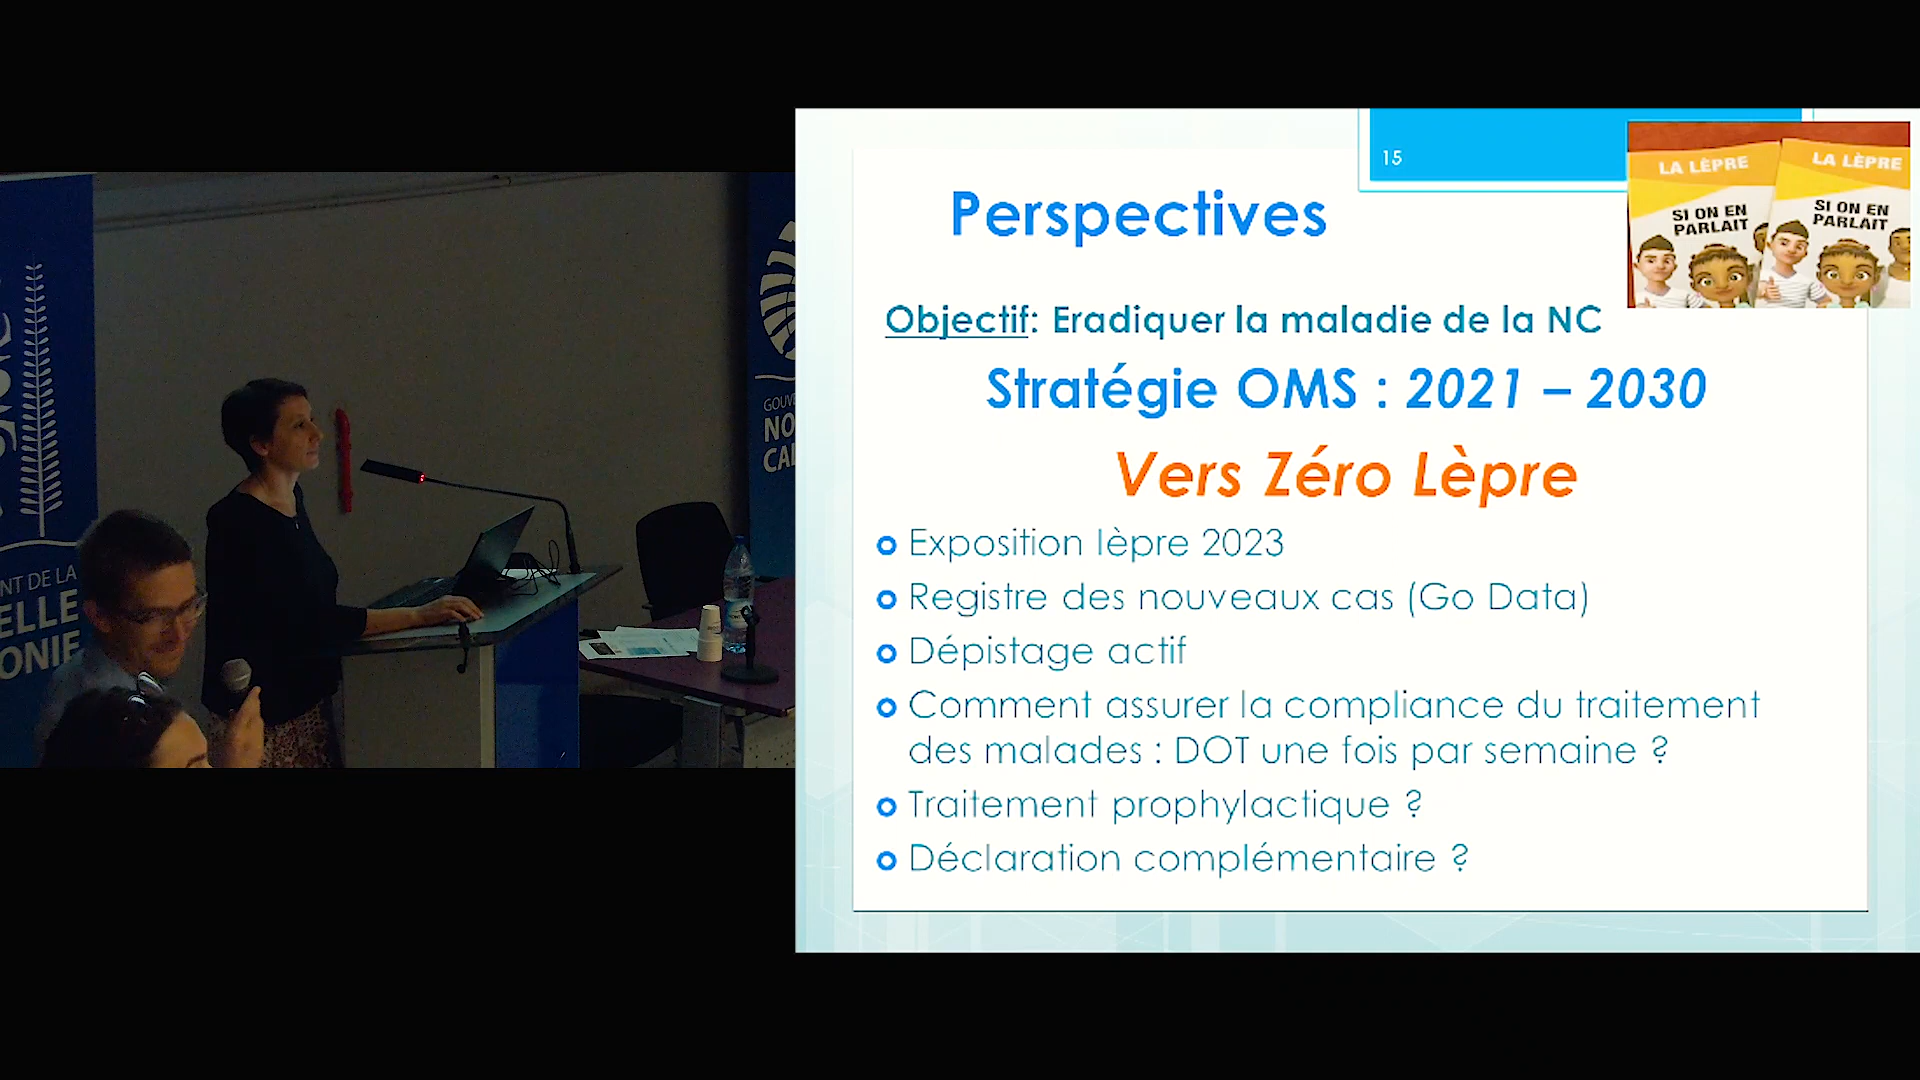 NT DE LA
ELLE
ONIE
GOUV
NO
CAL
15
LA LÈPRE
SI ON EN
PARLAIT
LA LÈPRE
SI ON EN
PARLAIT
Perspectives
Objectif: Eradiquer la maladie de la NC
Stratégie OMS : 2021 – 2030
Vers Zéro Lèpre
Exposition lèpre 2023
Registre des nouveaux cas (Go Data)
Dépistage actif
Comment assurer la compliance du traitement
des malades : DOT une fois par semaine ?
Traitement prophylactique ?
Déclaration complémentaire ?